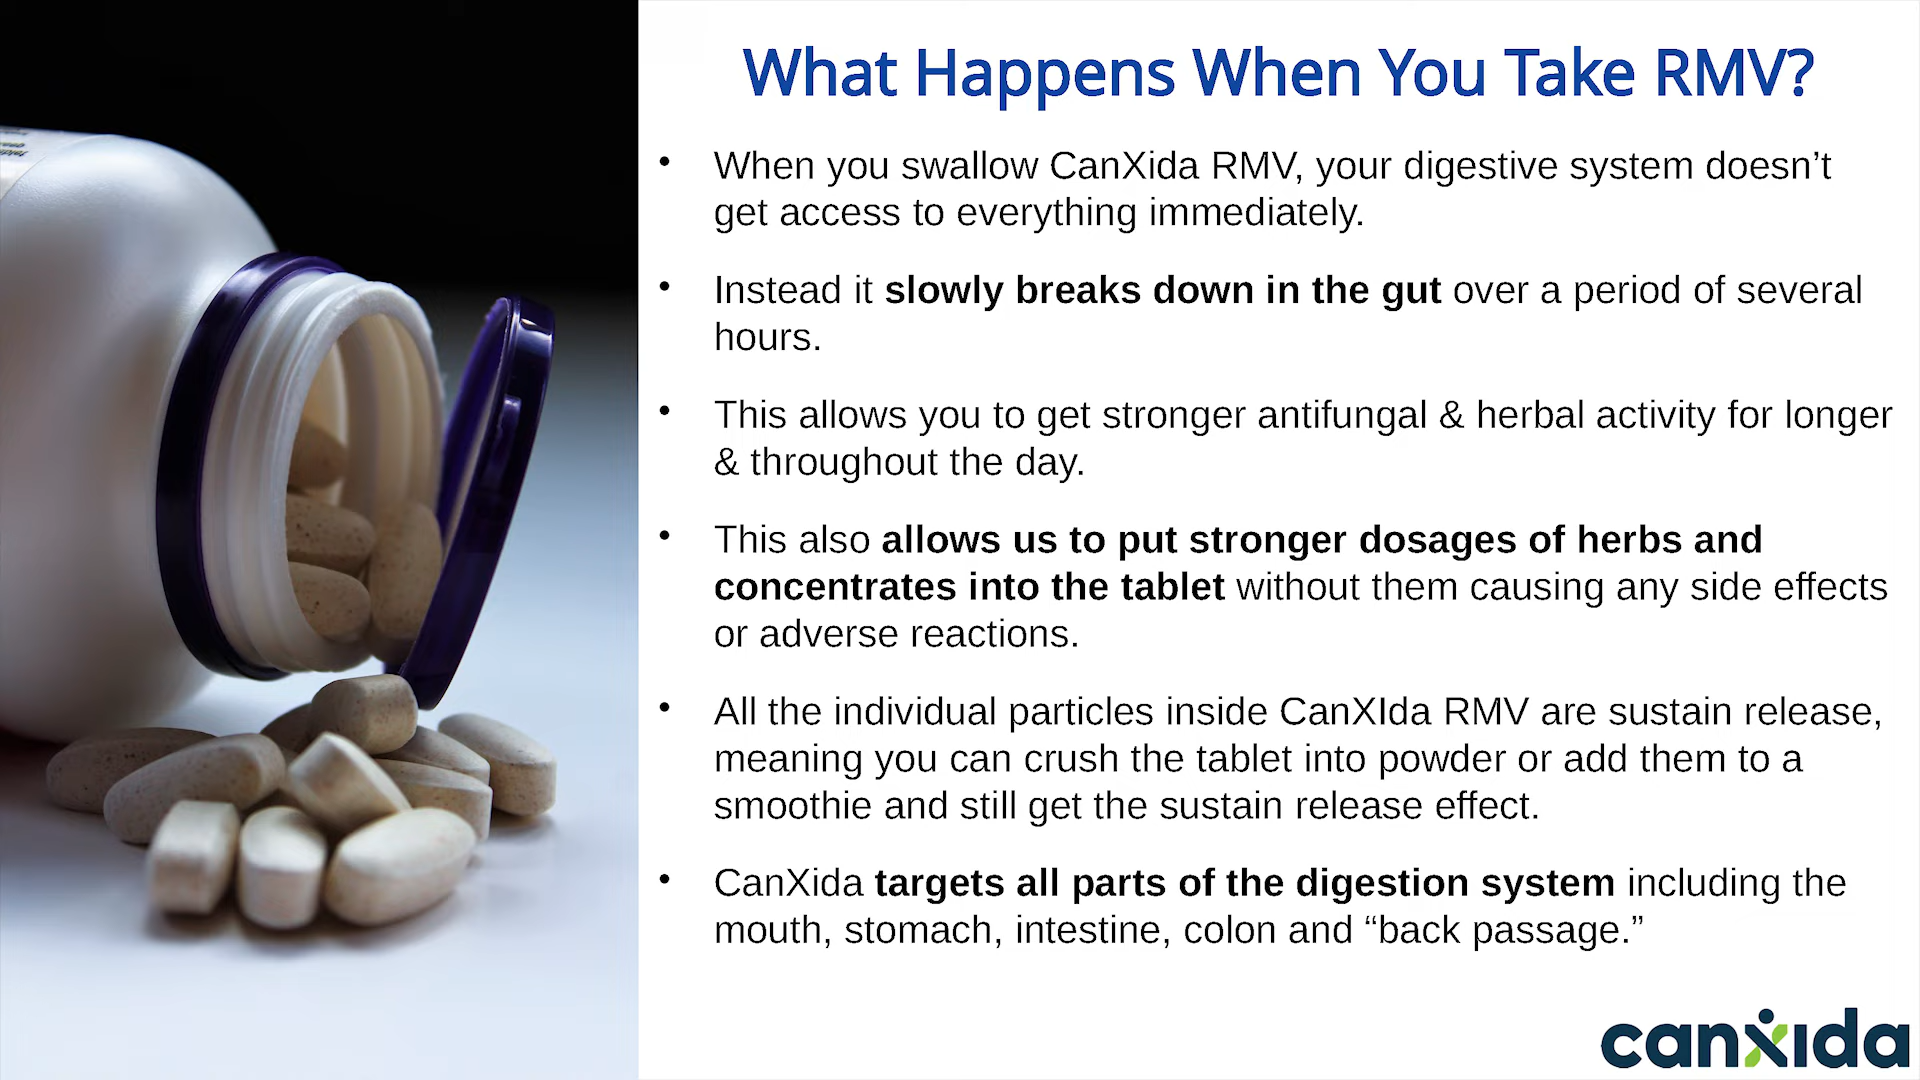 What Happens When You Take RMV?
• When you swallow CanXida RMV, your digestive system doesn’t
get access to everything immediately.
• Instead it slowly breaks down in the gut over a period of several
hours.
• This allows you to get stronger antifungal & herbal activity for longer
& throughout the day.
• This also allows us to put stronger dosages of herbs and
concentrates into the tablet without them causing any side effects
or adverse reactions.
• All the individual particles inside CanXIda RMV are sustain release,
meaning you can crush the tablet into powder or add them to a
smoothie and still get the sustain release effect.
• CanXida targets all parts of the digestion system including the
mouth, stomach, intestine, colon and “back passage.”
canxida